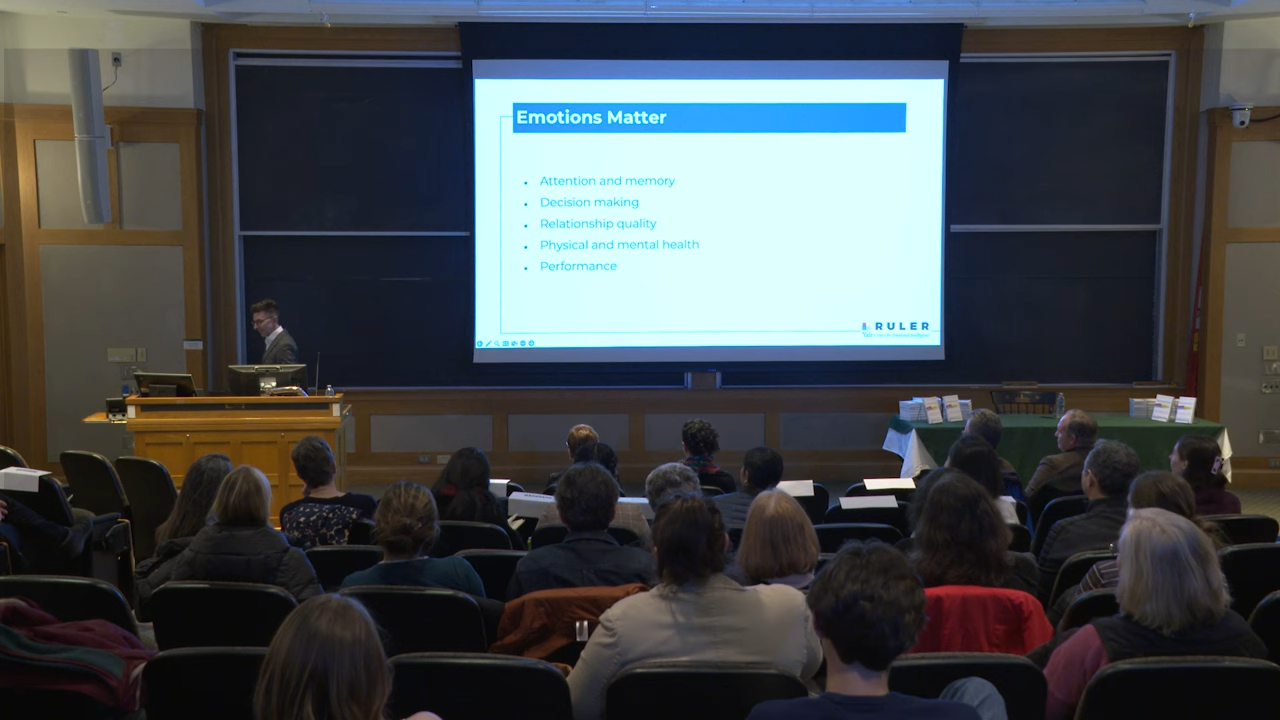 Emotions Matter
• Attention and memory
• Decision making
• Relationship quality
• Physical and mental health
• Performance
RULER